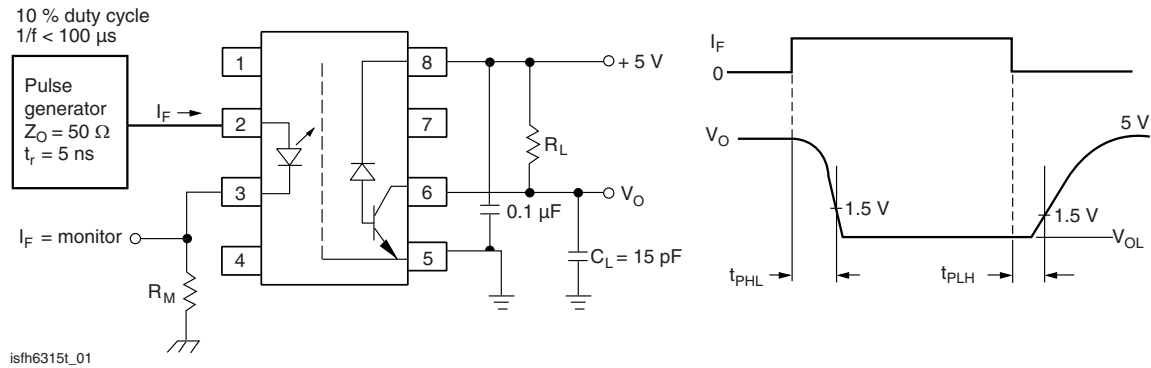 10 % duty cycle
1/f < 100 μs
Pulse
generator
Z_O = 50 Ω
t_r = 5 ns
I_F
1
2
3
4
8
7
6
5
+ 5 V
R_L
V_O
0.1 μF
C_L = 15 pF
I_F = monitor
R_M
isfh6315t_01
I_F
0
V_O
5 V
1.5 V
1.5 V
V_OL
t_PHL
t_PLH